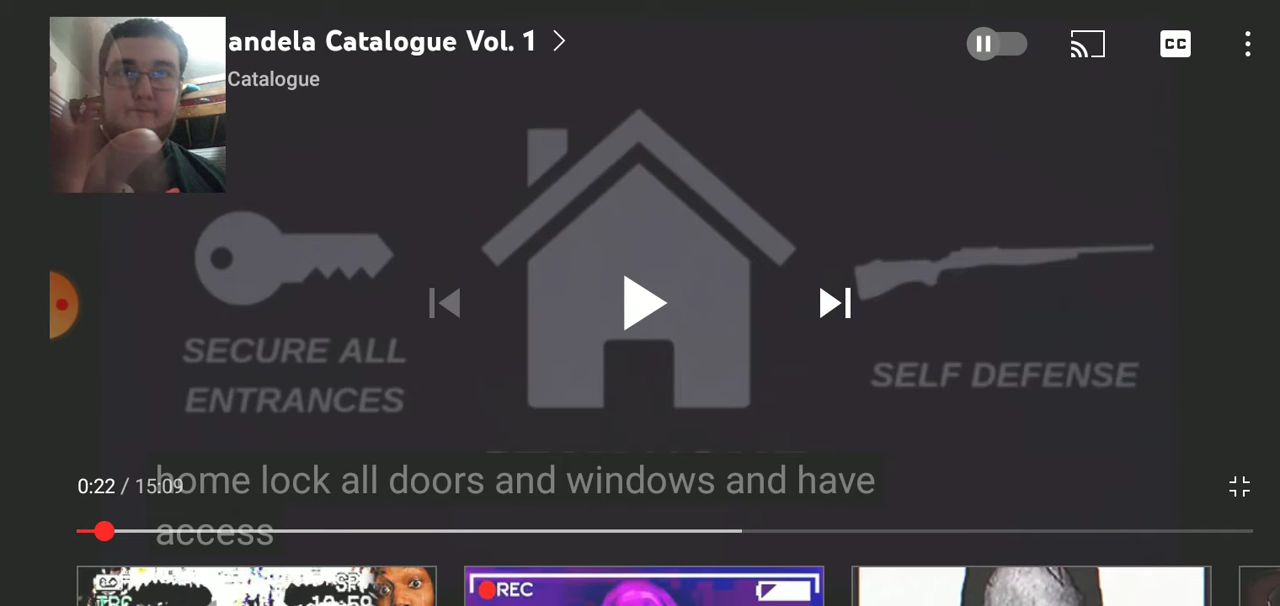 andela Catalogue Vol. 1
Catalogue
CC
SECURE ALL
ENTRANCES
SELF DEFENSE
home lock all doors and windows and have
0:22 / 15:09
access
REC